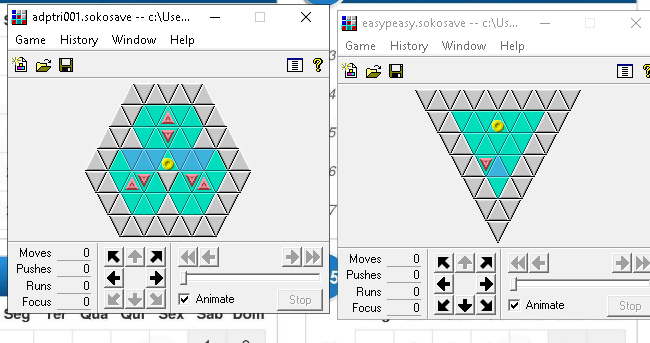 adptri001.sokosave -- c:\Use...
Game History Window Help
Moves 0
Pushes 0
Runs 0
Focus 0
Animate
Stop
easypeasy.sokosave -- c:\U...
Game History Window Help
Moves 0
Pushes 0
Runs 0
Focus 0
Animate
Stop
Seg Ter Qua Qui Sex Sáb Dom